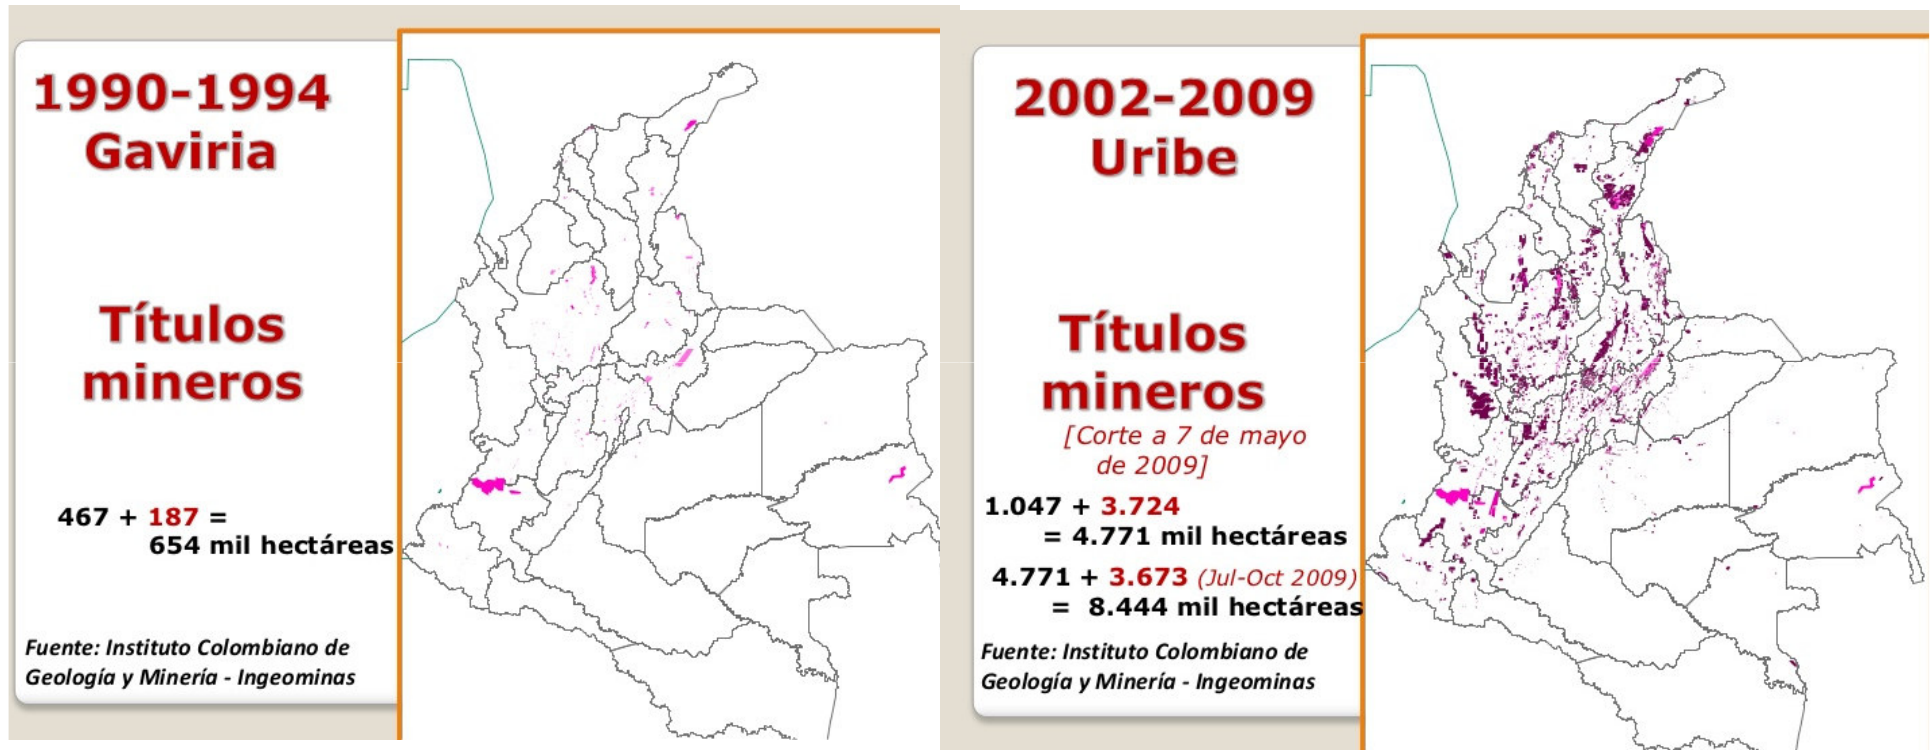 1990-1994
Gaviria
Títulos
mineros
467 + 187 =
654 mil hectáreas
Fuente: Instituto Colombiano de
Geología y Minería - Ingeominas
2002-2009
Uribe
Títulos
mineros
[Corte a 7 de mayo
de 2009]
1.047 + 3.724
= 4.771 mil hectáreas
4.771 + 3.673 (Jul-Oct 2009)
= 8.444 mil hectáreas
Fuente: Instituto Colombiano de
Geología y Minería - Ingeominas